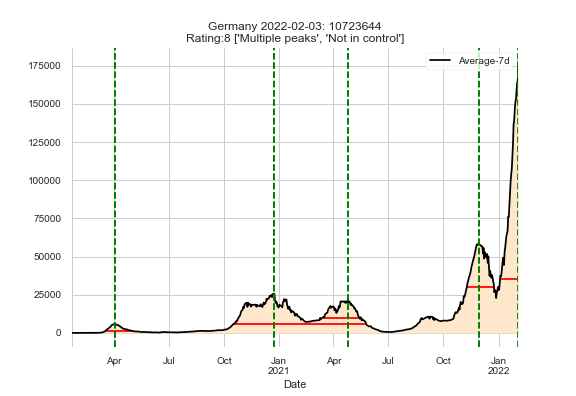 Germany 2022-02-03: 10723644
Rating:8 ['Multiple peaks', 'Not in control']
Average-7d
175000
150000
125000
100000
75000
50000
25000
0
Apr Jul Oct Jan Apr Jul Oct Jan
2021 2022
Date